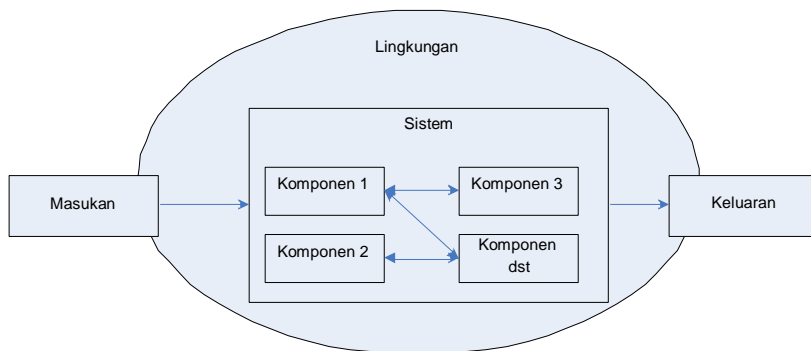 Lingkungan
Sistem
Komponen 1
Komponen 3
Masukan
Keluaran
Komponen 2
Komponen
dst